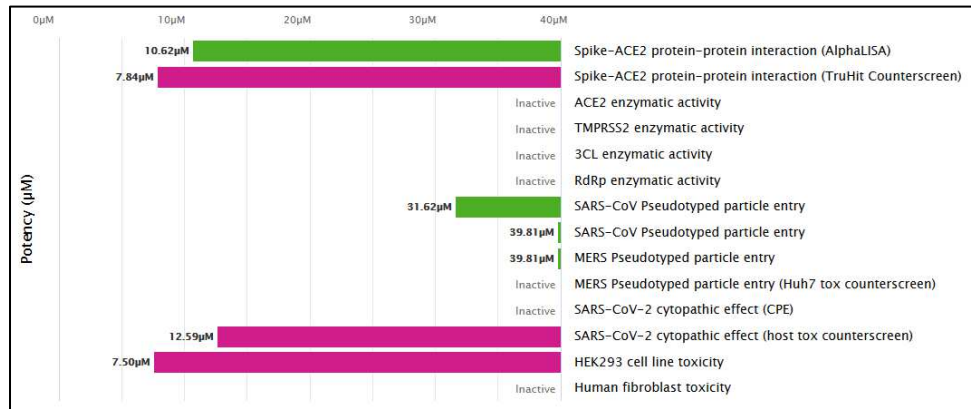 0µM 10µM 20µM 30µM 40µM
10.62µM Spike-ACE2 protein-protein interaction (AlphaLISA)
7.84µM Spike-ACE2 protein-protein interaction (TruHit Counterscreen)
Inactive ACE2 enzymatic activity
Inactive TMPRSS2 enzymatic activity
Inactive 3CL enzymatic activity
Inactive RdRp enzymatic activity
31.62µM SARS-CoV Pseudotyped particle entry
39.81µM SARS-CoV Pseudotyped particle entry
39.81µM MERS Pseudotyped particle entry
Inactive MERS Pseudotyped particle entry (Huh7 tox counterscreen)
Inactive SARS-CoV-2 cytopathic effect (CPE)
12.59µM SARS-CoV-2 cytopathic effect (host tox counterscreen)
7.50µM HEK293 cell line toxicity
Inactive Human fibroblast toxicity
Potency (µM)